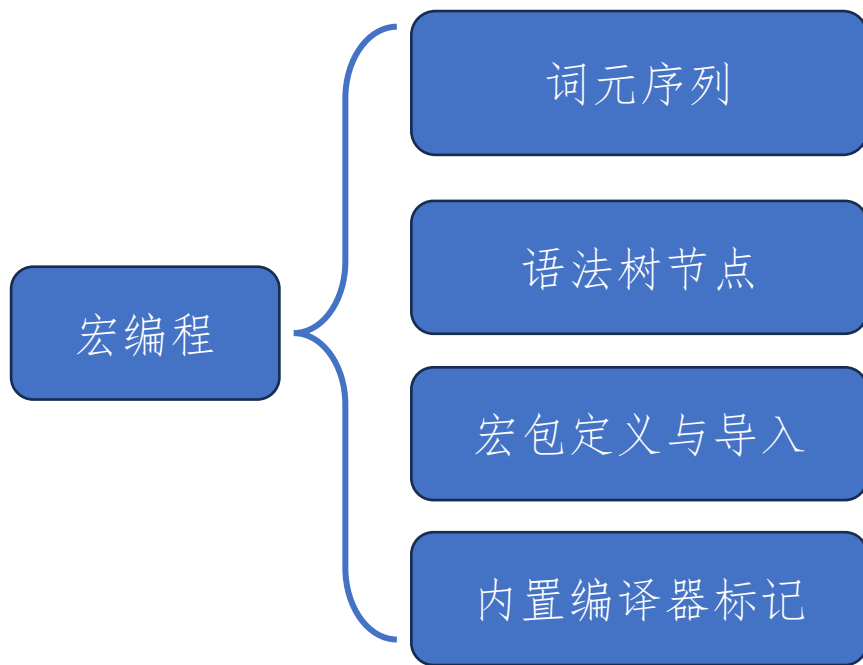 词元序列
语法树节点
宏编程
宏包定义与导入
内置编译器标记